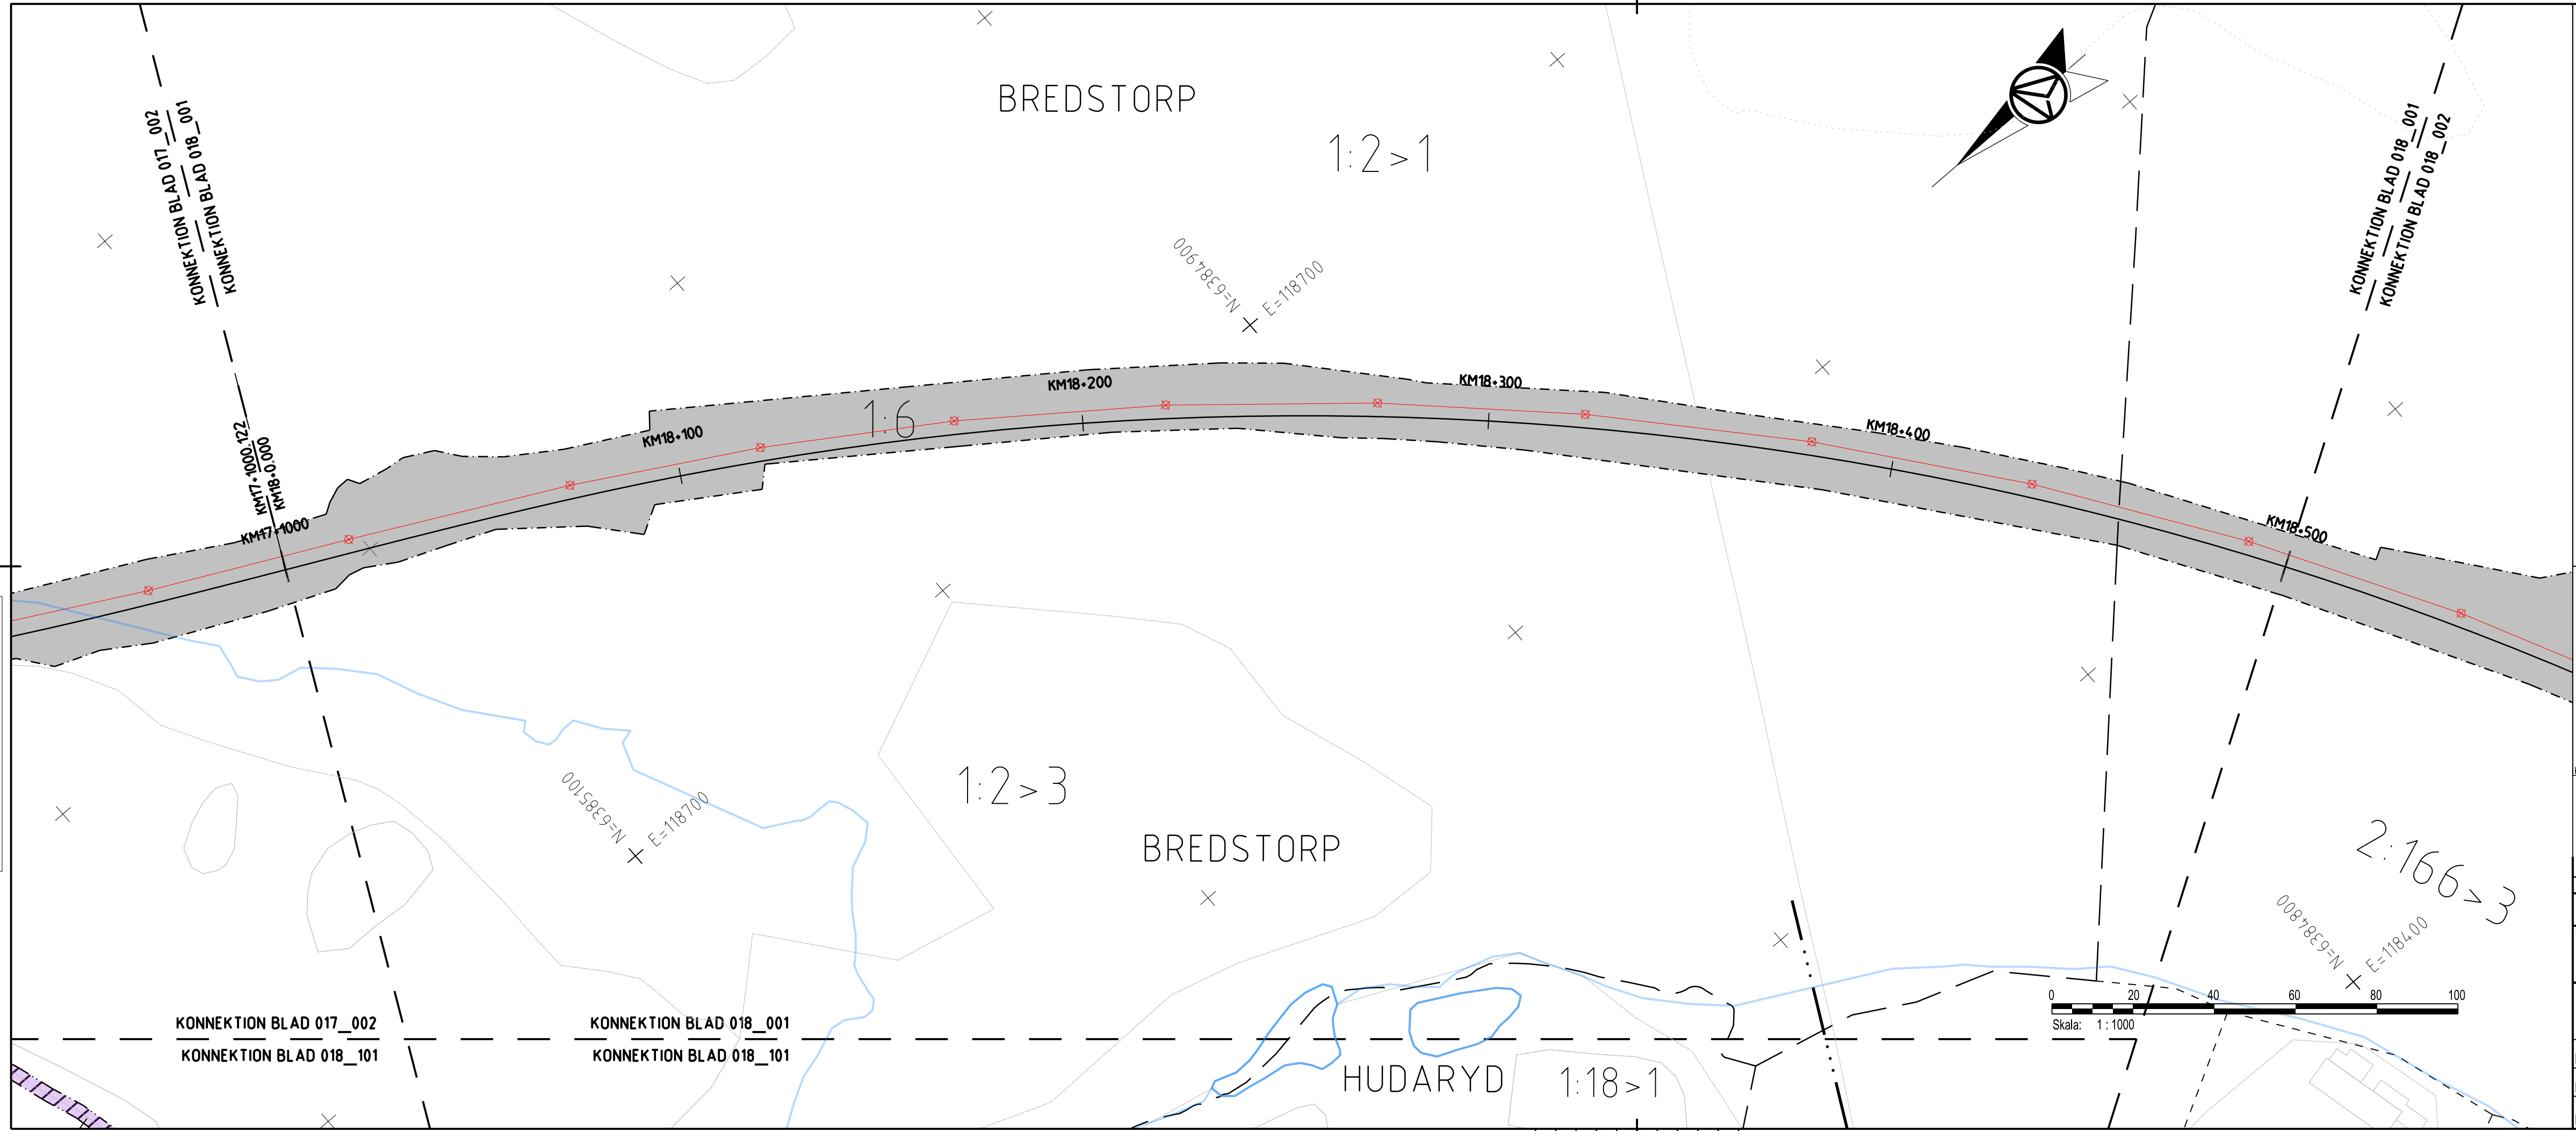 BREDSTORP
1:2>1
KONNEKTION BLAD 017_002
KONNEKTION BLAD 018_001
KONNEKTION BLAD 018_001
KONNEKTION BLAD 018_002
N=6384900
E=118700
KM18+200
KM18+300
1:6
KM18+100
KM18+400
KM17+1000.122
KM18+0.000
KM17+1000
KM18+500
1:2>3
N=6385100
E=118700
BREDSTORP
2:166>3
N=6384800
E=118400
0 20 40 60 80 100
Skala: 1:1000
KONNEKTION BLAD 017_002
KONNEKTION BLAD 018_101
KONNEKTION BLAD 018_001
KONNEKTION BLAD 018_101
HUDARYD
1:18>1